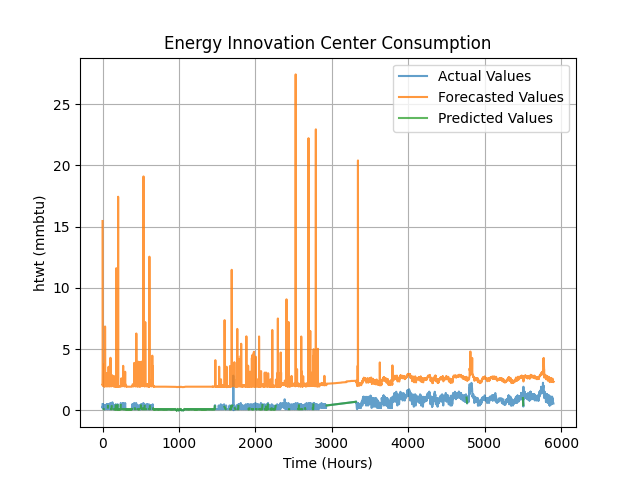 Energy Innovation Center Consumption
Actual Values
Forecasted Values
Predicted Values
25
20
15
10
5
0
htwt (mmbtu)
0 1000 2000 3000 4000 5000 6000
Time (Hours)